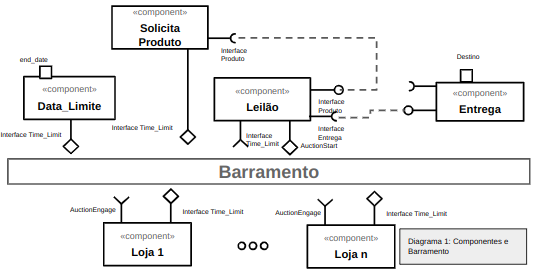 «component»
Solicita
Produto
Interface
Produto
end_date
«component»
Data_Limite
Interface Time_Limit
Interface Time_Limit
«component»
Leilão
Interface
Produto
Interface
Entrega
Interface
Time_Limit
AuctionStart
Destino
«component»
Entrega
Barramento
AuctionEngage
Interface Time_Limit
«component»
Loja 1
AuctionEngage
Interface Time_Limit
«component»
Loja n
Diagrama 1: Componentes e
Barramento